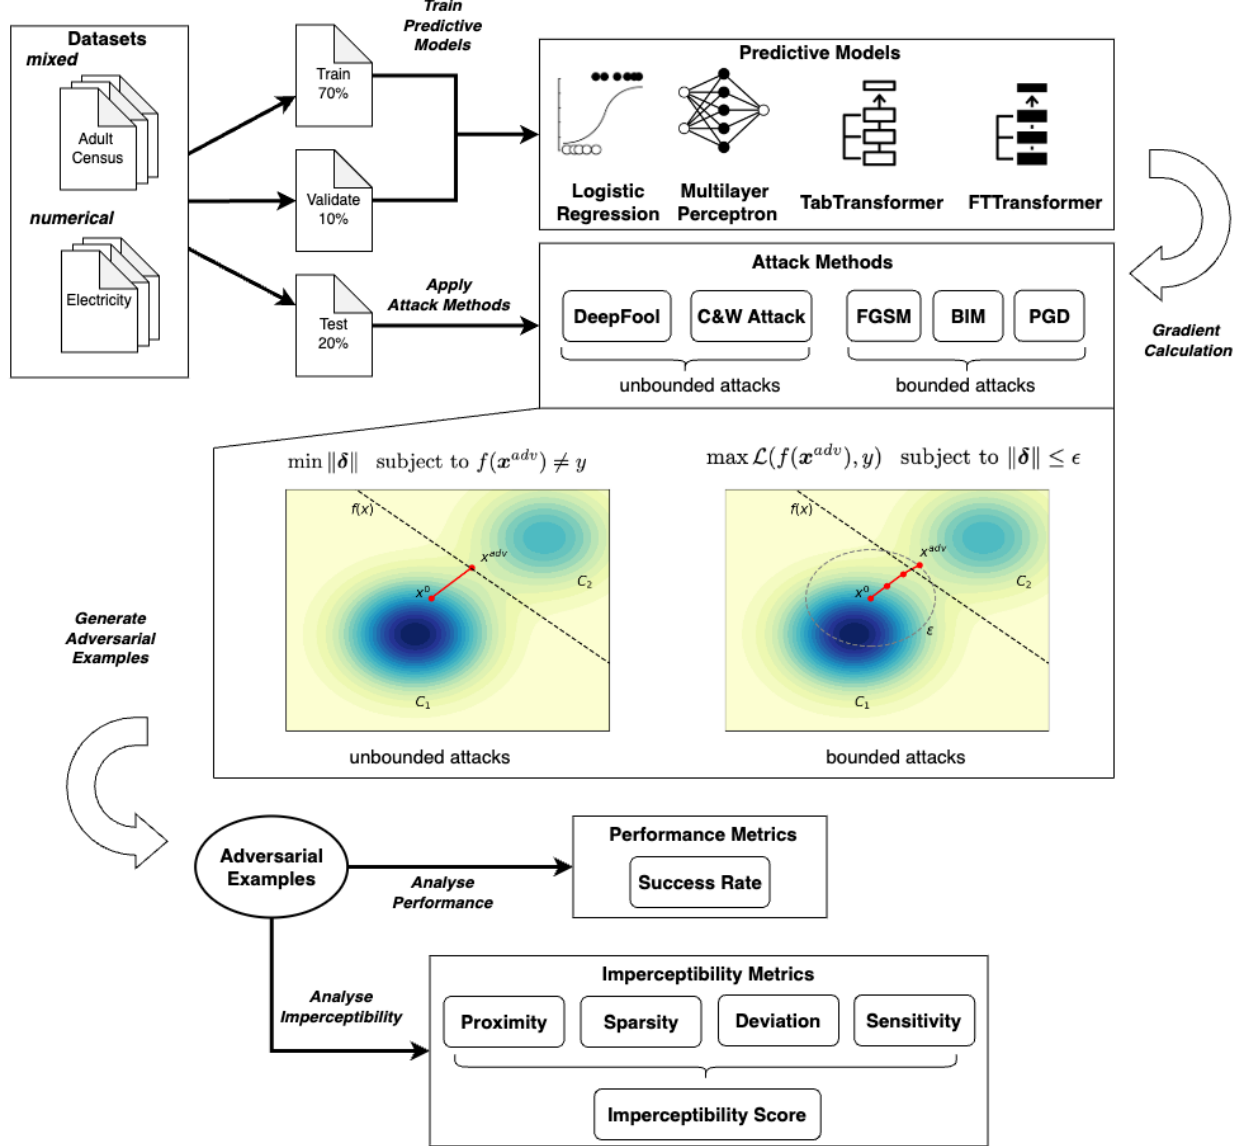 Datasets
mixed
Adult
Census
numerical
Electricity
Train
70%
Validate
10%
Test
20%
Train
Predictive
Models
Apply
Attack Methods
Predictive Models
Logistic
Regression
Multilayer
Perceptron
TabTransformer
FTTransformer
Attack Methods
DeepFool
C&W Attack
FGSM
BIM
PGD
unbounded attacks
bounded attacks
Gradient
Calculation
min ‖δ‖ subject to f(x^{adv}) ≠ y
f(x)
x^{adv}
x^0
C_2
C_1
unbounded attacks
max ℒ(f(x^{adv}), y) subject to ‖δ‖ ≤ ϵ
f(x)
x^{adv}
x^0
C_2
ε
C_1
bounded attacks
Generate
Adversarial
Examples
Adversarial
Examples
Analyse
Performance
Performance Metrics
Success Rate
Analyse
Imperceptibility
Imperceptibility Metrics
Proximity
Sparsity
Deviation
Sensitivity
Imperceptibility Score